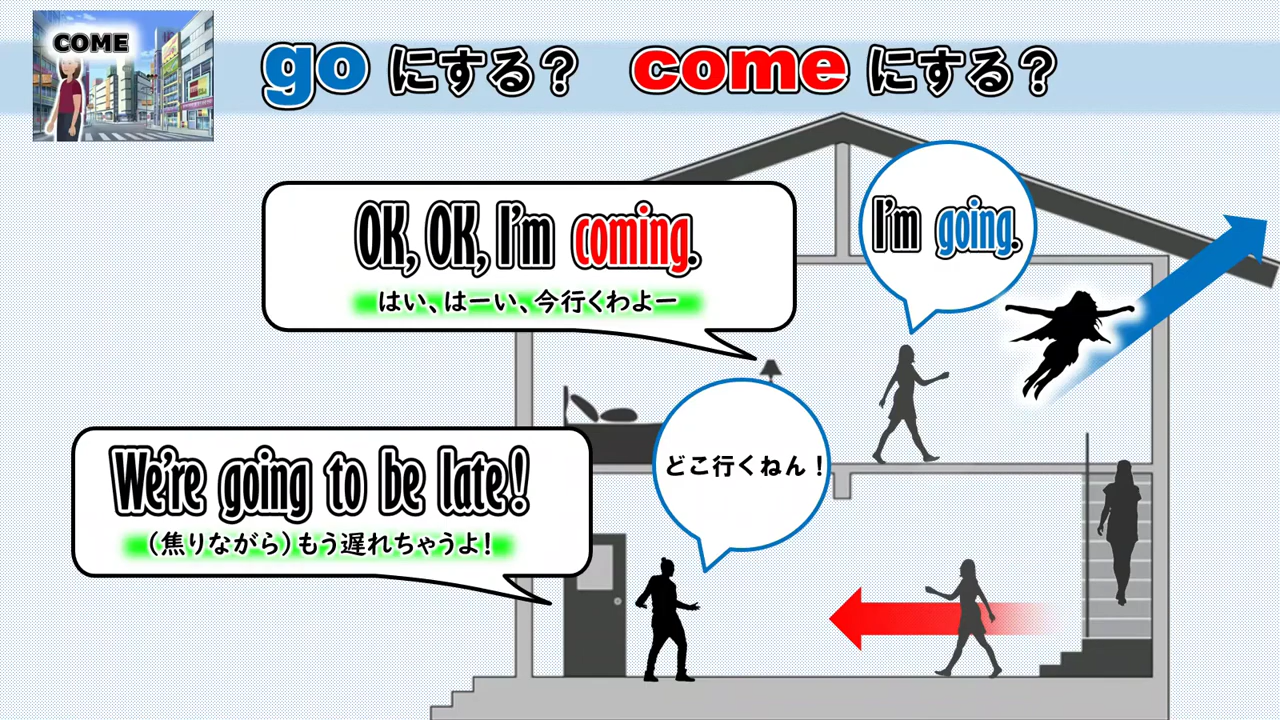 COME
go にする？ come にする？
OK, OK, I'm coming.
はい、はーい、今行くわよー
I'm going.
We're going to be late!
（焦りながら）もう遅れちゃうよ！
どこ行くねん！